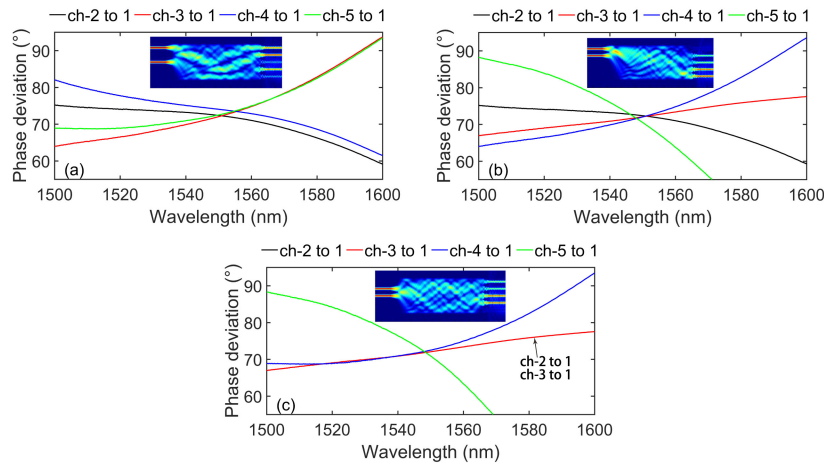 ch-2 to 1 ch-3 to 1 ch-4 to 1 ch-5 to 1
Phase deviation (°)
90
80
70
60
(a)
1500 1520 1540 1560 1580 1600
Wavelength (nm)
ch-2 to 1 ch-3 to 1 ch-4 to 1 ch-5 to 1
Phase deviation (°)
90
80
70
60
(b)
1500 1520 1540 1560 1580 1600
Wavelength (nm)
ch-2 to 1 ch-3 to 1 ch-4 to 1 ch-5 to 1
Phase deviation (°)
90
80
70
60
ch-2 to 1
ch-3 to 1
(c)
1500 1520 1540 1560 1580 1600
Wavelength (nm)